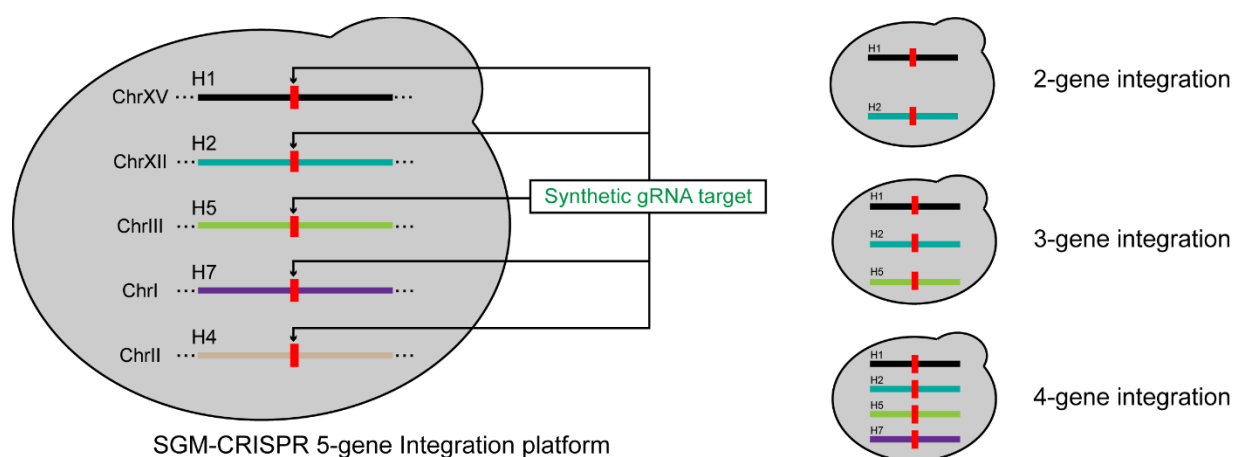 H1
ChrXV ... ...
H2
ChrXII ... ...
H5
ChrIII ... ...
H7
ChrI ... ...
H4
ChrII ... ...
Synthetic gRNA target
SGM-CRISPR 5-gene Integration platform
H1
H2
2-gene integration
H1
H2
H5
3-gene integration
H1
H2
H5
H7
4-gene integration